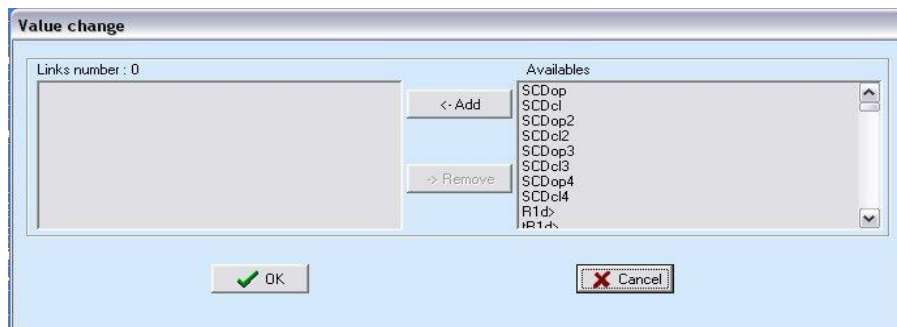 Value change
Links number : 0
Availables
<- Add
-> Remove
SCDop
SCDcl
SCDop2
SCDcl2
SCDop3
SCDcl3
SCDop4
SCDcl4
R1d>
OK
Cancel